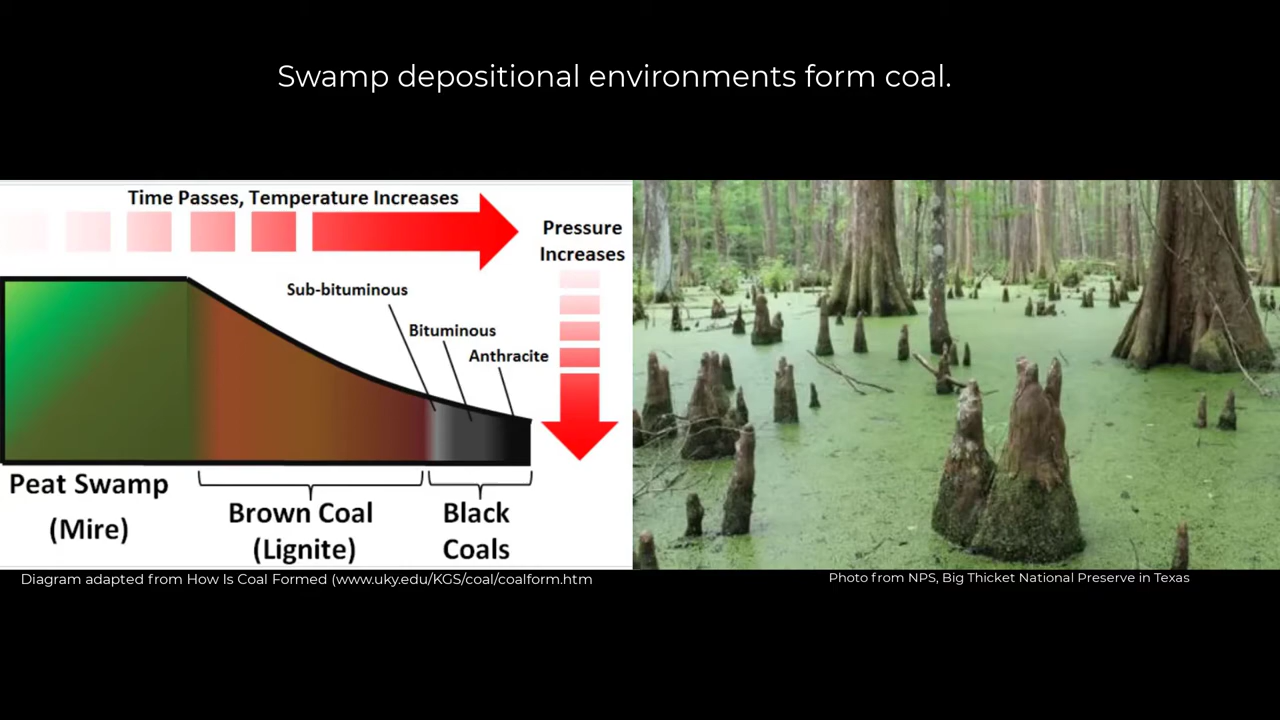 Swamp depositional environments form coal.
Time Passes, Temperature Increases
Pressure
Increases
Sub-bituminous
Bituminous
Anthracite
Peat Swamp
(Mire)
Brown Coal
(Lignite)
Black
Coals
Diagram adapted from How Is Coal Formed (www.uky.edu/KGS/coal/coalform.htm
Photo from NPS, Big Thicket National Preserve in Texas